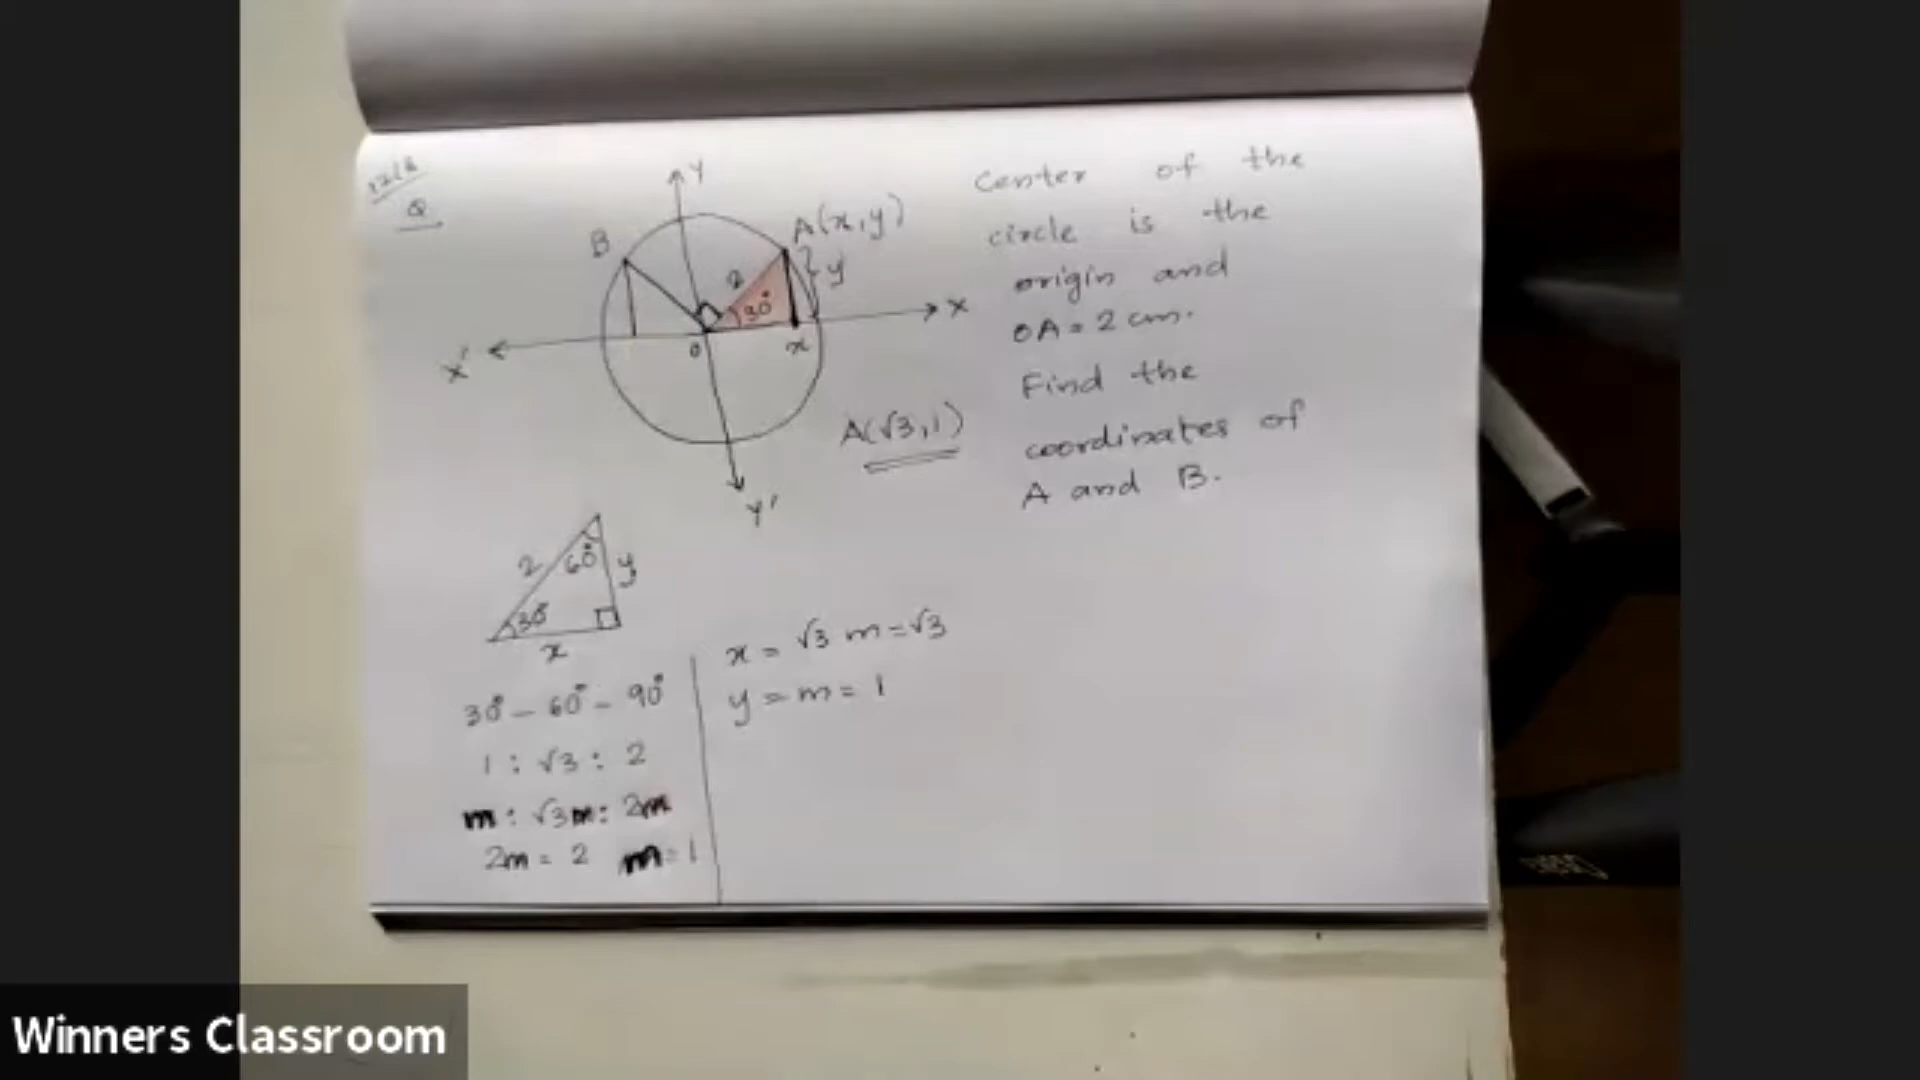 Q
Y
B
A(x,y)
2
y
30°
X
X'
O
x
Y'
A(√3,1)
Center of the
circle is the
origin and
OA = 2 cm.
Find the
coordinates of
A and B.
2
60°
y
30°
x
30° - 60° - 90°
1 : √3 : 2
m : √3m : 2m
2m = 2 m = 1
x = √3 m = √3
y = m = 1
Winners Classroom